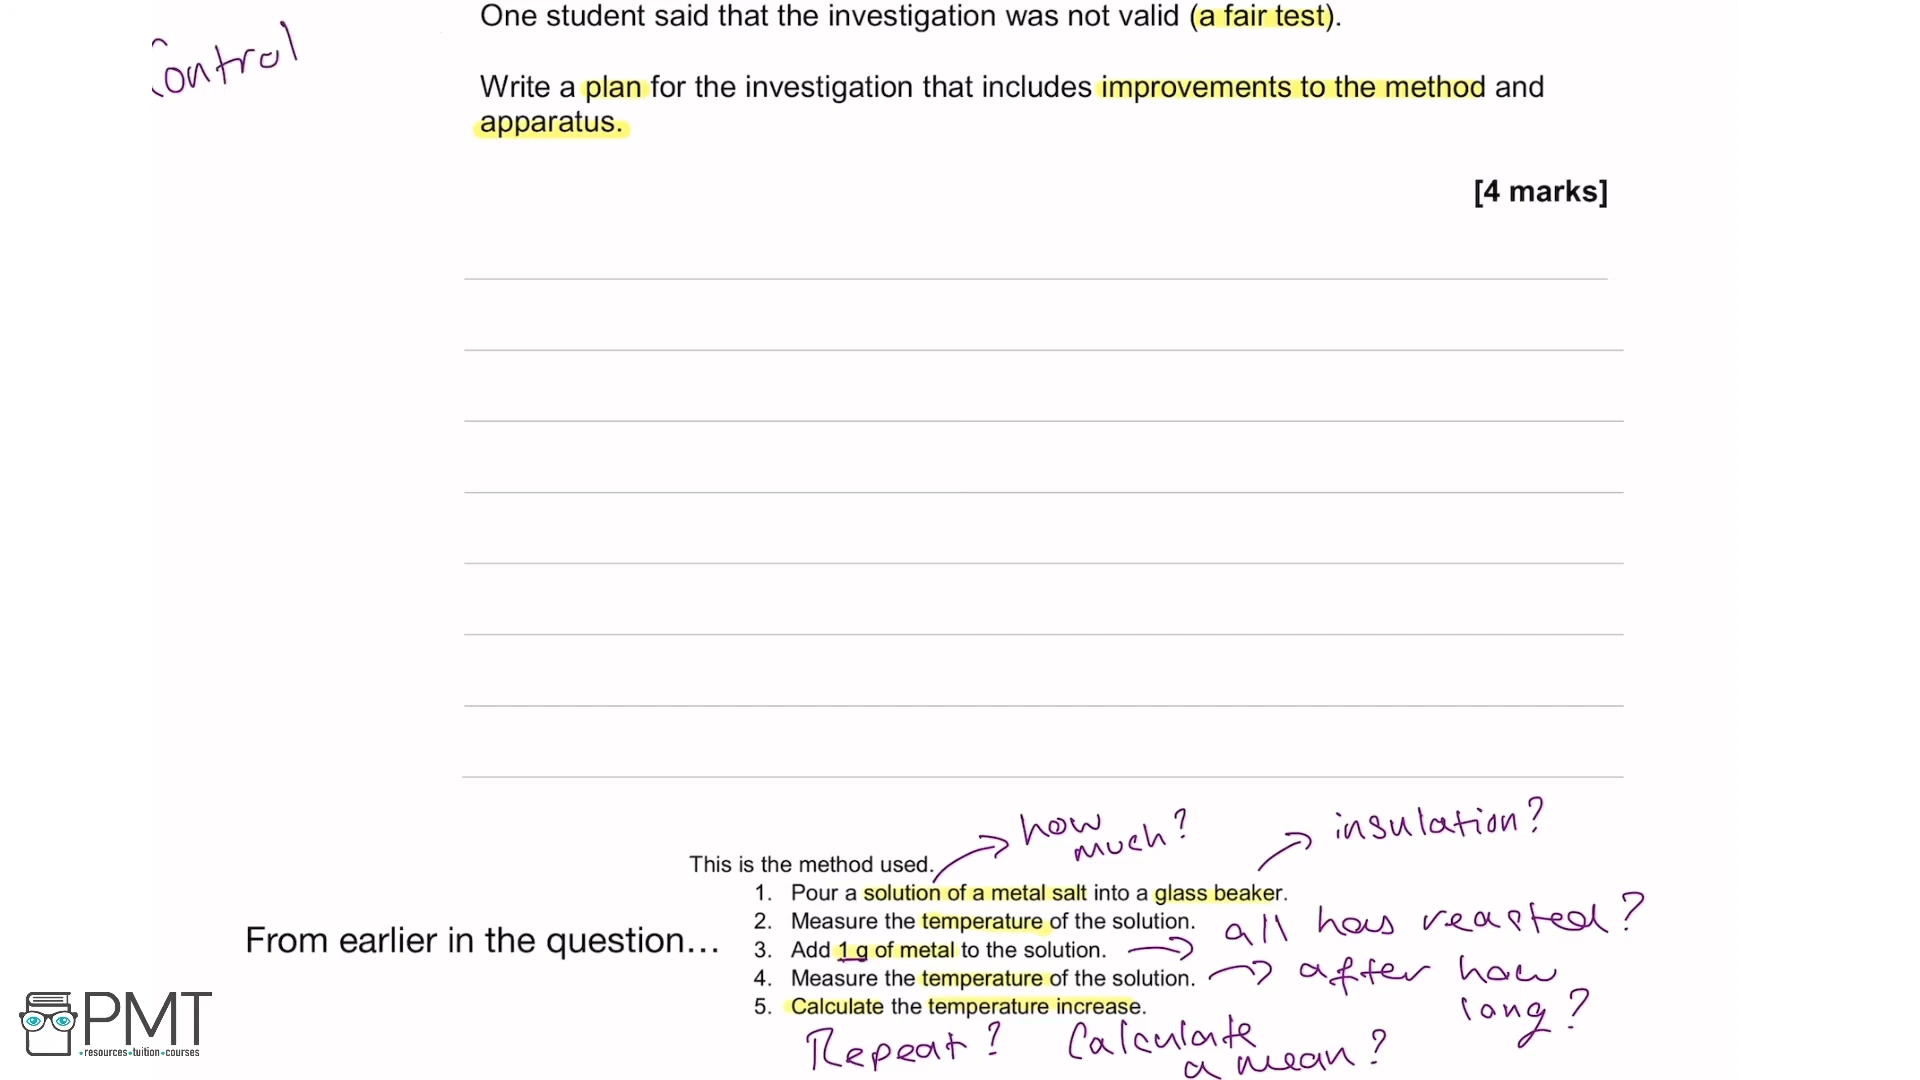 One student said that the investigation was not valid (a fair test).
Control
Write a plan for the investigation that includes improvements to the method and
apparatus.
[4 marks]
how
much?
insulation?
This is the method used.
1. Pour a solution of a metal salt into a glass beaker.
2. Measure the temperature of the solution.
all has reacted?
From earlier in the question...
3. Add 1 g of metal to the solution.
4. Measure the temperature of the solution.
after how
long?
5. Calculate the temperature increase.
Repeat?
Calculate
a mean?
PMT
•resources•tuition•courses